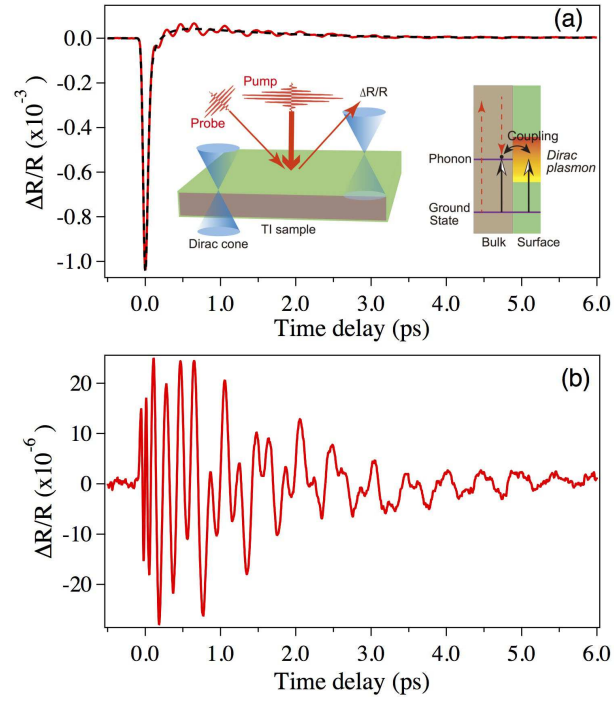 (a)
0.0
-0.2
-0.4
-0.6
-0.8
-1.0
ΔR/R (x10⁻³)
Pump
Probe
ΔR/R
Dirac cone
TI sample
Coupling
Phonon
Dirac
plasmon
Ground
State
Bulk
Surface
0.0 1.0 2.0 3.0 4.0 5.0 6.0
Time delay (ps)
(b)
20
10
0
-10
-20
ΔR/R (x10⁻⁶)
0.0 1.0 2.0 3.0 4.0 5.0 6.0
Time delay (ps)